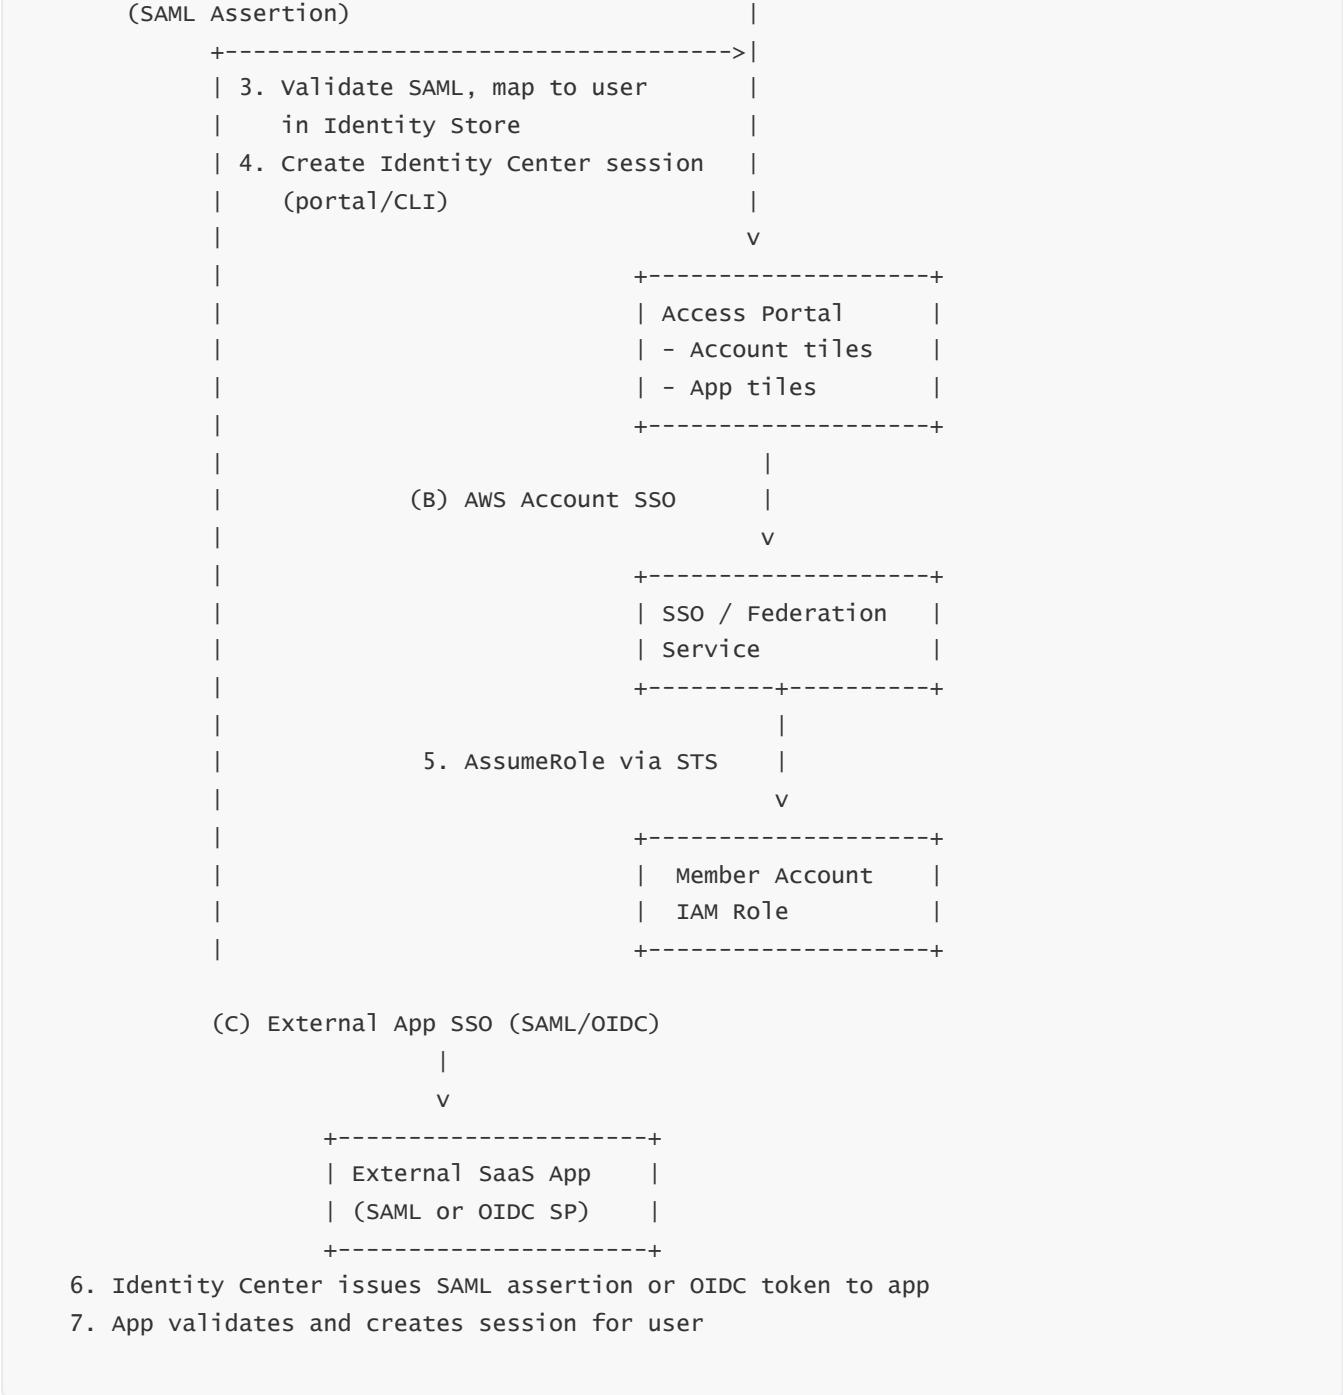 (SAML Assertion)                            |
      +------------------------------------>|
      | 3. Validate SAML, map to user       |
      |    in Identity Store                |
      | 4. Create Identity Center session   |
      |    (portal/CLI)                     |
      |                                     v
      |                             +--------------------+
      |                             | Access Portal      |
      |                             | - Account tiles    |
      |                             | - App tiles        |
      |                             +--------------------+
      |                                      |
      |             (B) AWS Account SSO      |
      |                                      v
      |                             +--------------------+
      |                             | SSO / Federation   |
      |                             | Service            |
      |                             +---------+----------+
      |                                       |
      |              5. AssumeRole via STS    |
      |                                       v
      |                             +--------------------+
      |                             |  Member Account    |
      |                             |  IAM Role          |
      |                             +--------------------+
      (C) External App SSO (SAML/OIDC)
                      |
                      v
              +----------------------+
              | External SaaS App    |
              | (SAML or OIDC SP)    |
              +----------------------+
6. Identity Center issues SAML assertion or OIDC token to app
7. App validates and creates session for user